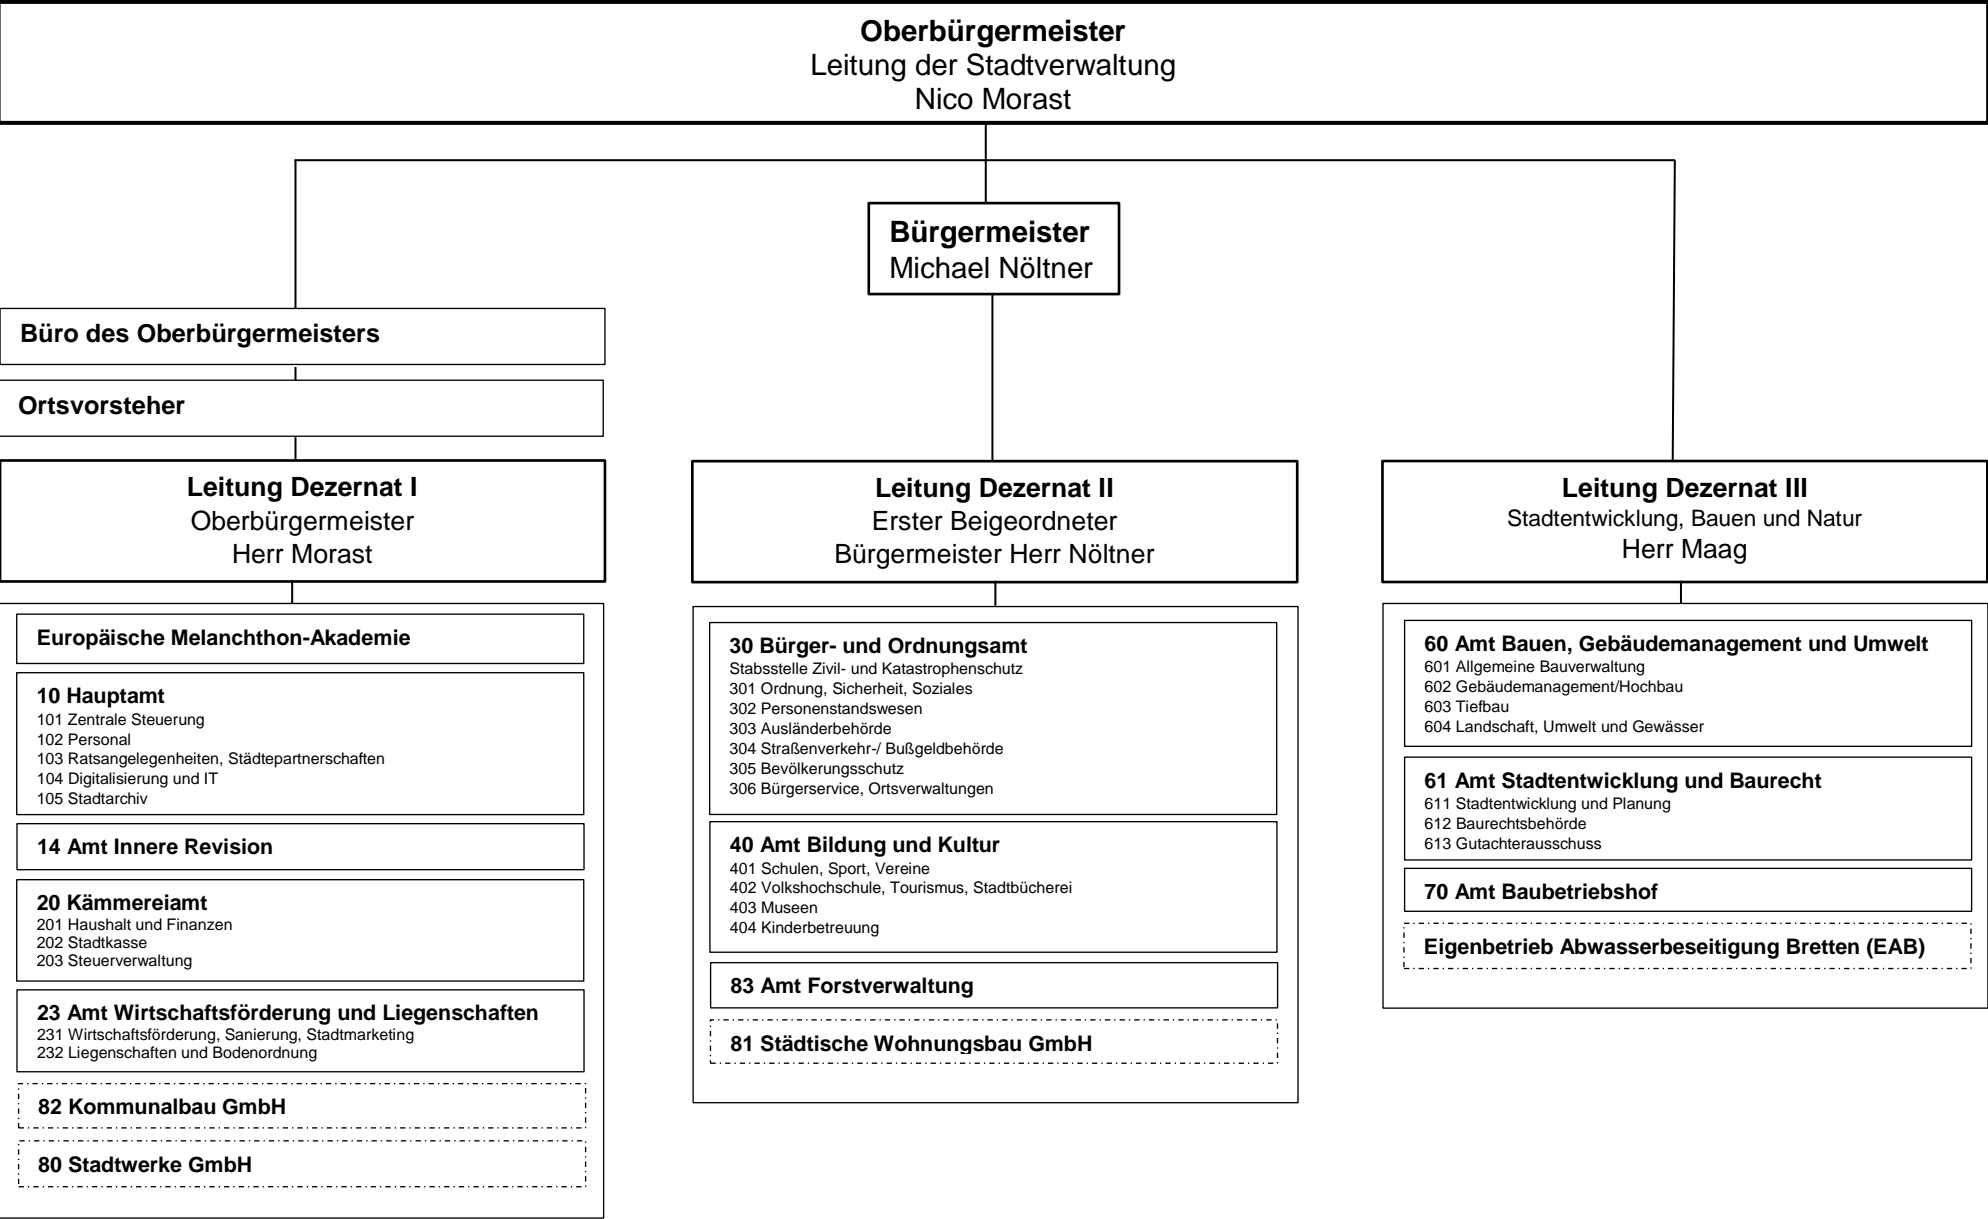 Oberbürgermeister
Leitung der Stadtverwaltung
Nico Morast
Bürgermeister
Michael Nöltner
Büro des Oberbürgermeisters
Ortsvorsteher
Leitung Dezernat I
Oberbürgermeister
Herr Morast
Europäische Melanchthon-Akademie
10 Hauptamt
101 Zentrale Steuerung
102 Personal
103 Ratsangelegenheiten, Städtepartnerschaften
104 Digitalisierung und IT
105 Stadtarchiv
14 Amt Innere Revision
20 Kämmereiamt
201 Haushalt und Finanzen
202 Stadtkasse
203 Steuerverwaltung
23 Amt Wirtschaftsförderung und Liegenschaften
231 Wirtschaftsförderung, Sanierung, Stadtmarketing
232 Liegenschaften und Bodenordnung
82 Kommunalbau GmbH
80 Stadtwerke GmbH
Leitung Dezernat II
Erster Beigeordneter
Bürgermeister Herr Nöltner
30 Bürger- und Ordnungsamt
Stabsstelle Zivil- und Katastrophenschutz
301 Ordnung, Sicherheit, Soziales
302 Personenstandswesen
303 Ausländerbehörde
304 Straßenverkehr-/ Bußgeldbehörde
305 Bevölkerungsschutz
306 Bürgerservice, Ortsverwaltungen
40 Amt Bildung und Kultur
401 Schulen, Sport, Vereine
402 Volkshochschule, Tourismus, Stadtbücherei
403 Museen
404 Kinderbetreuung
83 Amt Forstverwaltung
81 Städtische Wohnungsbau GmbH
Leitung Dezernat III
Stadtentwicklung, Bauen und Natur
Herr Maag
60 Amt Bauen, Gebäudemanagement und Umwelt
601 Allgemeine Bauverwaltung
602 Gebäudemanagement/Hochbau
603 Tiefbau
604 Landschaft, Umwelt und Gewässer
61 Amt Stadtentwicklung und Baurecht
611 Stadtentwicklung und Planung
612 Baurechtsbehörde
613 Gutachterausschuss
70 Amt Baubetriebshof
Eigenbetrieb Abwasserbeseitigung Bretten (EAB)